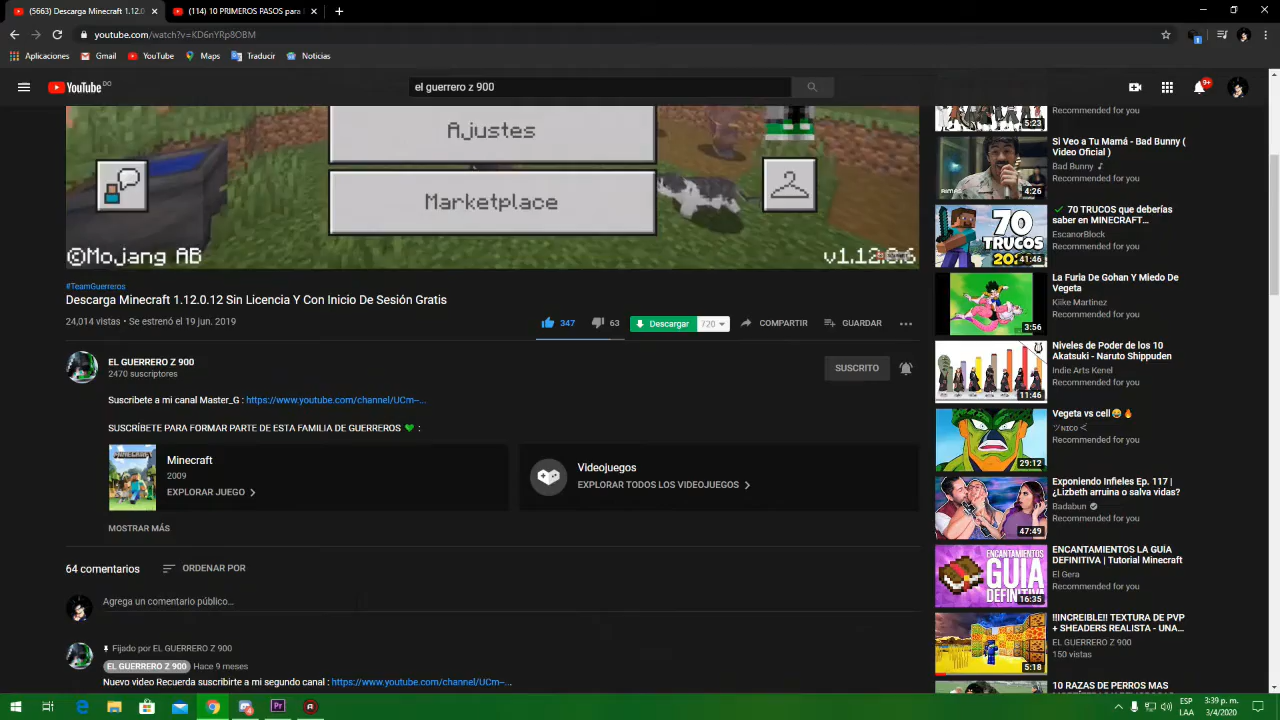 (5663) Descarga Minecraft 1.12.0
(114) 10 PRIMEROS PASOS para
youtube.com/watch?v=KD6nYRp8OBM
Aplicaciones
Gmail
YouTube
Maps
Traducir
Noticias
YouTube DO
el guerrero z 900
9+
Ajustes
Marketplace
©Mojang AB
#TeamGuerreros
Descarga Minecraft 1.12.0.12 Sin Licencia Y Con Inicio De Sesión Gratis
24,014 vistas • Se estrenó el 19 jun. 2019
347
63
Descargar
720
COMPARTIR
GUARDAR
EL GUERRERO Z 900
2470 suscriptores
SUSCRITO
Suscribete a mi canal Master_G : https://www.youtube.com/channel/UCm--...
SUSCRÍBETE PARA FORMAR PARTE DE ESTA FAMILIA DE GUERREROS 💚 :
Minecraft
2009
EXPLORAR JUEGO
Videojuegos
EXPLORAR TODOS LOS VIDEOJUEGOS
MOSTRAR MÁS
64 comentarios
ORDENAR POR
Agrega un comentario público...
Fijado por EL GUERRERO Z 900
EL GUERRERO Z 900
Hace 9 meses
Nuevo video Recuerda suscribirte a mi segundo canal : https://www.youtube.com/channel/UCm--...
5:23
Recommended for you
4:26
Si Veo a Tu Mamá - Bad Bunny (
Video Oficial )
Bad Bunny
Recommended for you
70
TRUCOS
41:46
70 TRUCOS que deberías
saber en MINECRAFT...
EscanorBlock
Recommended for you
3:56
La Furia De Gohan Y Miedo De
Vegeta
Kiike Martinez
Recommended for you
11:46
Niveles de Poder de los 10
Akatsuki - Naruto Shippuden
Indie Arts Kenel
Recommended for you
29:12
Vegeta vs cell😅🔥
Recommended for you
47:49
Exponiendo Infieles Ep. 117 |
¿Lizbeth arruina o salva vidas?
Badabun
Recommended for you
ENCANTAMIENTOS
GUIA
16:35
ENCANTAMIENTOS LA GUÍA
DEFINITIVA | Tutorial Minecraft
El Gera
Recommended for you
5:18
!!INCREIBLE!! TEXTURA DE PVP
+ SHEADERS REALISTA - UNA...
EL GUERRERO Z 900
150 vistas
10 RAZAS DE PERROS MAS
Pr
ESP
LAA
3:39 p. m.
3/4/2020